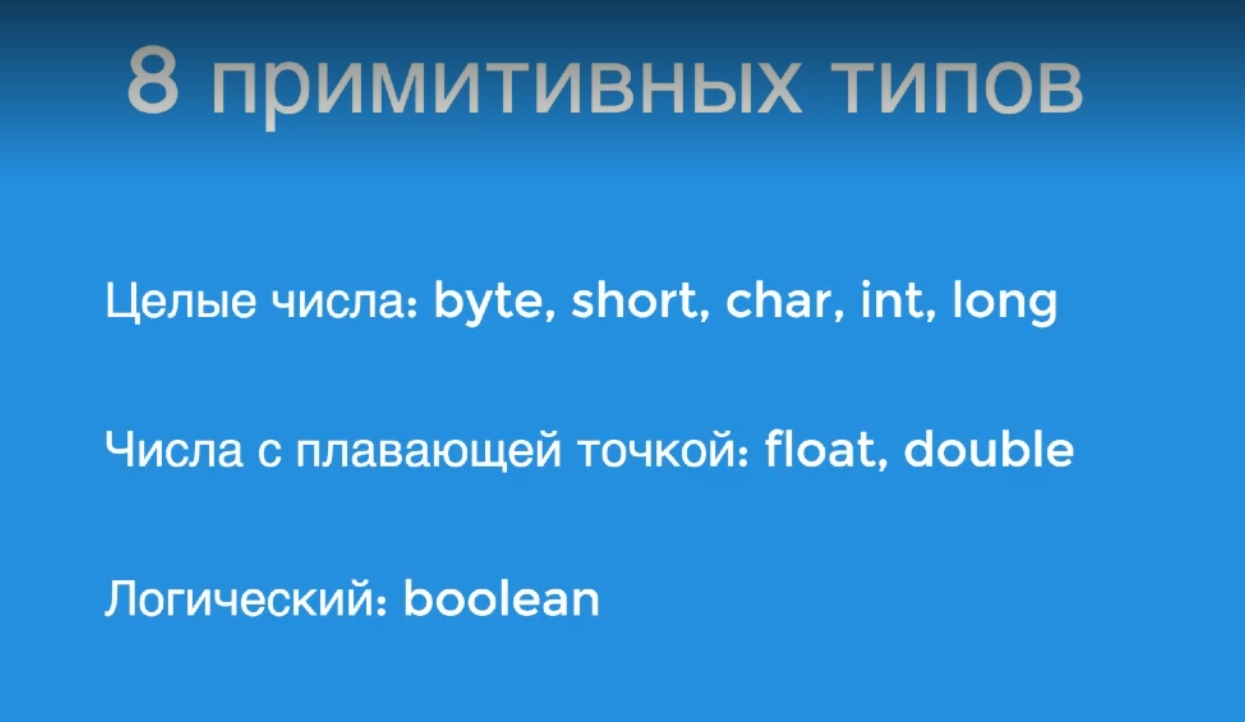 8 примитивных типов
Целые числа: byte, short, char, int, long
Числа с плавающей точкой: float, double
Логический: boolean